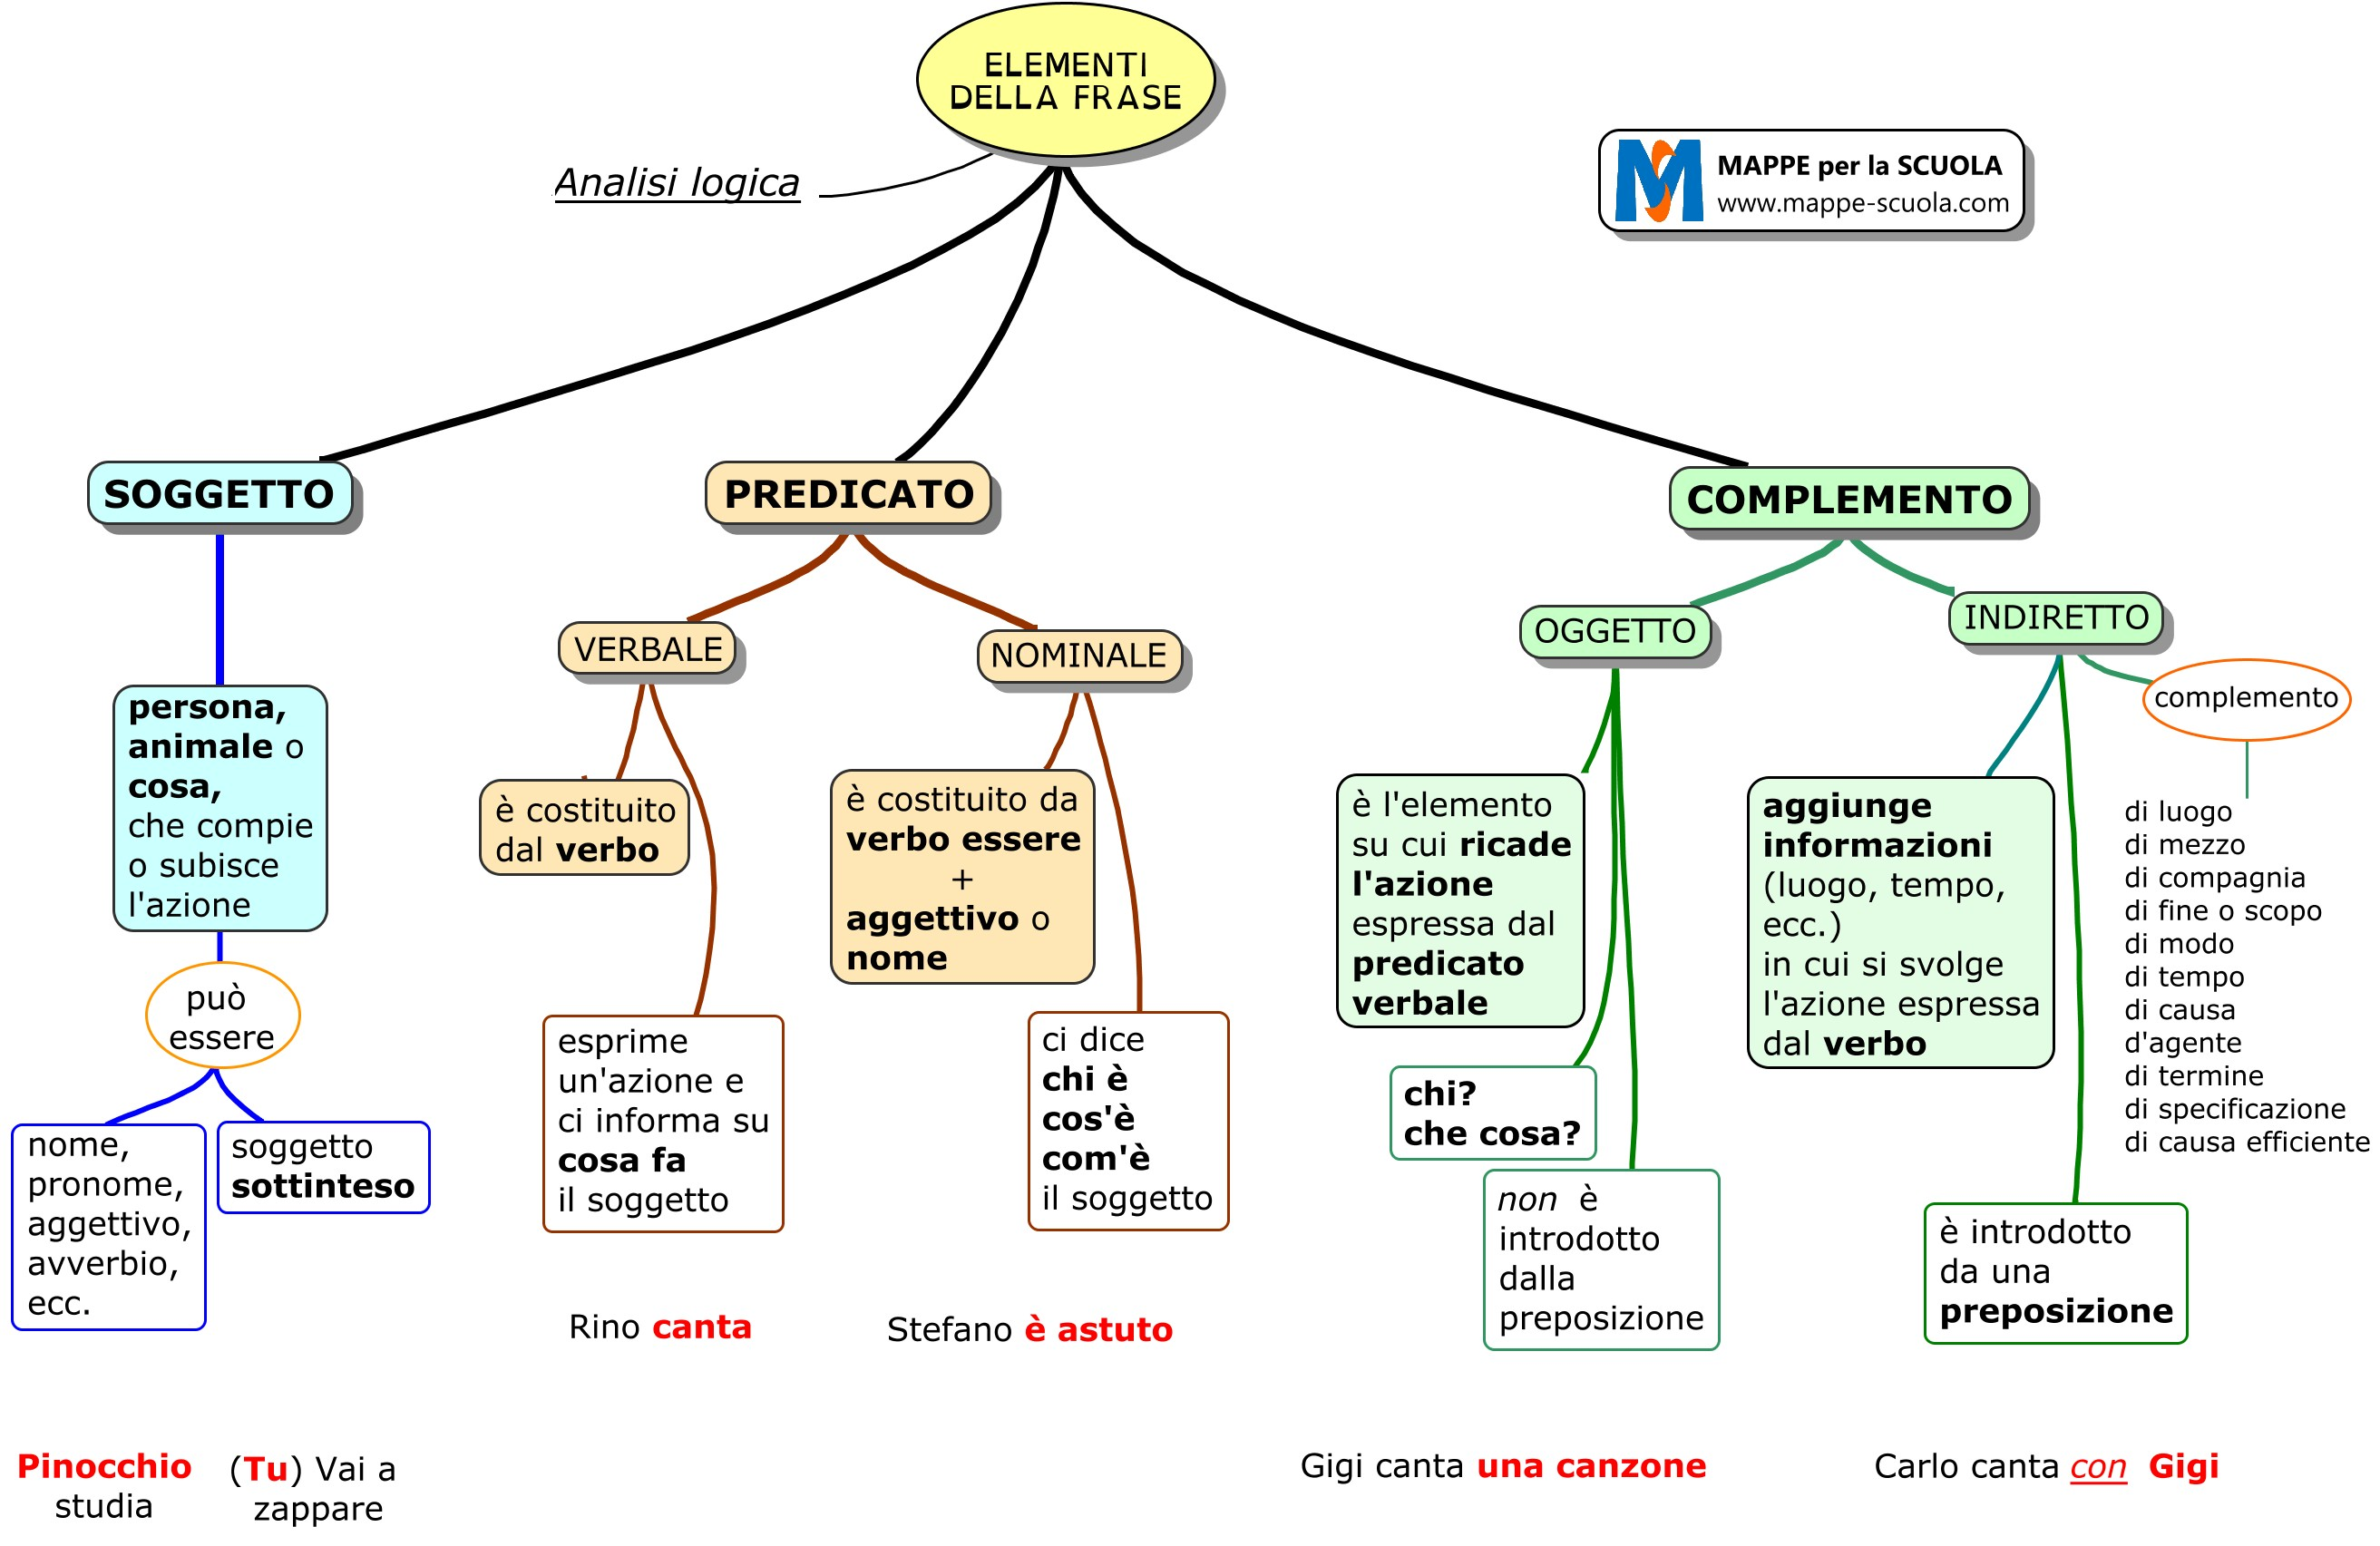 ELEMENTI
DELLA FRASE
Analisi logica
MAPPE per la SCUOLA
www.mappe-scuola.com
SOGGETTO
persona,
animale o
cosa,
che compie
o subisce
l'azione
può
essere
nome,
pronome,
aggettivo,
avverbio,
ecc.
soggetto
sottinteso
Pinocchio
studia
(Tu) Vai a
zappare
PREDICATO
VERBALE
è costituito
dal verbo
esprime
un'azione e
ci informa su
cosa fa
il soggetto
Rino canta
NOMINALE
è costituito da
verbo essere
+
aggettivo o
nome
ci dice
chi è
cos'è
com'è
il soggetto
Stefano è astuto
COMPLEMENTO
OGGETTO
è l'elemento
su cui ricade
l'azione
espressa dal
predicato
verbale
chi?
che cosa?
non è
introdotto
dalla
preposizione
Gigi canta una canzone
INDIRETTO
aggiunge
informazioni
(luogo, tempo,
ecc.)
in cui si svolge
l'azione espressa
dal verbo
è introdotto
da una
preposizione
Carlo canta con Gigi
complemento
di luogo
di mezzo
di compagnia
di fine o scopo
di modo
di tempo
di causa
d'agente
di termine
di specificazione
di causa efficiente